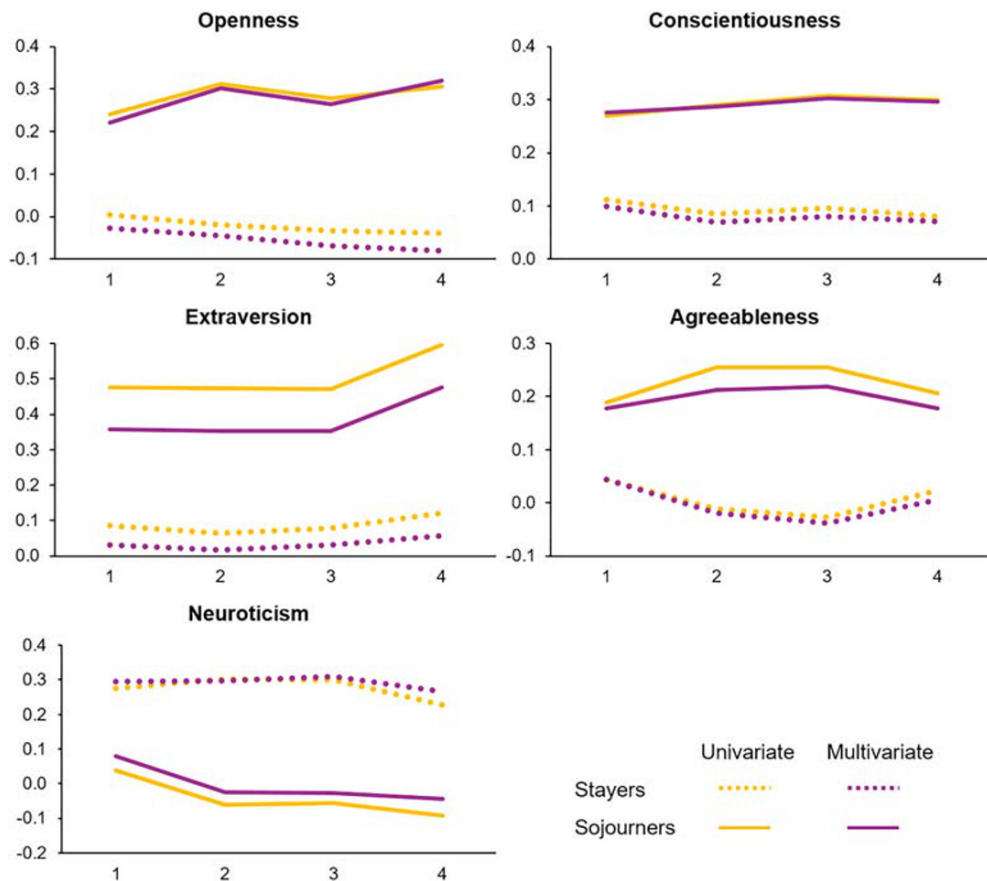 Openness
0.4
0.3
0.2
0.1
0.0
-0.1
1 2 3 4
Conscientiousness
0.4
0.3
0.2
0.1
0.0
1 2 3 4
Extraversion
0.6
0.5
0.4
0.3
0.2
0.1
0.0
1 2 3 4
Agreeableness
0.3
0.2
0.1
0.0
-0.1
1 2 3 4
Neuroticism
0.4
0.3
0.2
0.1
0.0
-0.1
-0.2
1 2 3 4
Univariate Multivariate
Stayers
Sojourners